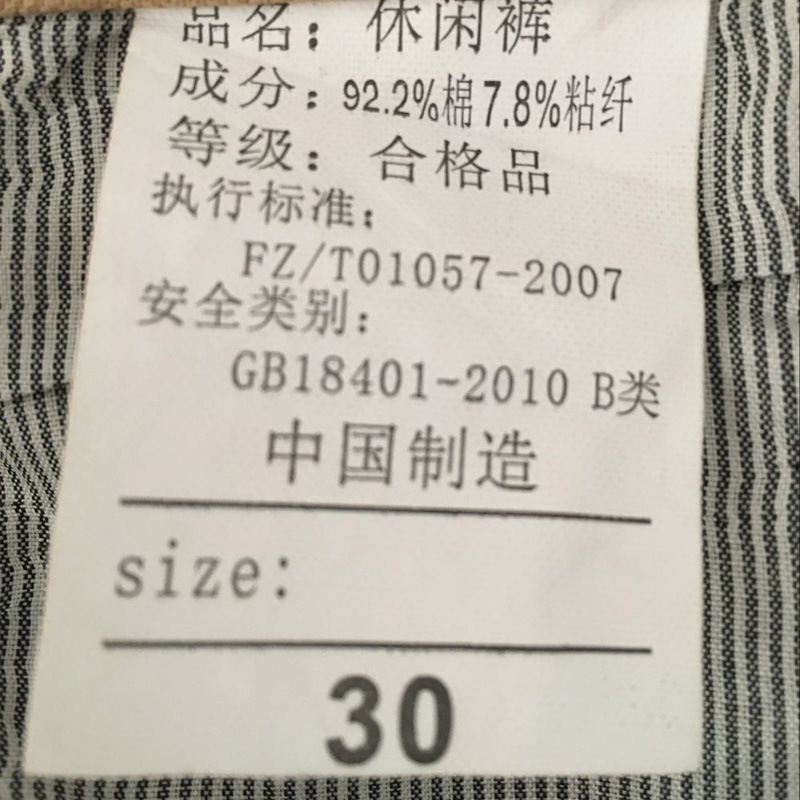 品名：休闲裤
成分：92.2%棉7.8%粘纤
等级：合格品
执行标准：
FZ/T01057-2007
安全类别：
GB18401-2010 B类
中国制造
size:
30